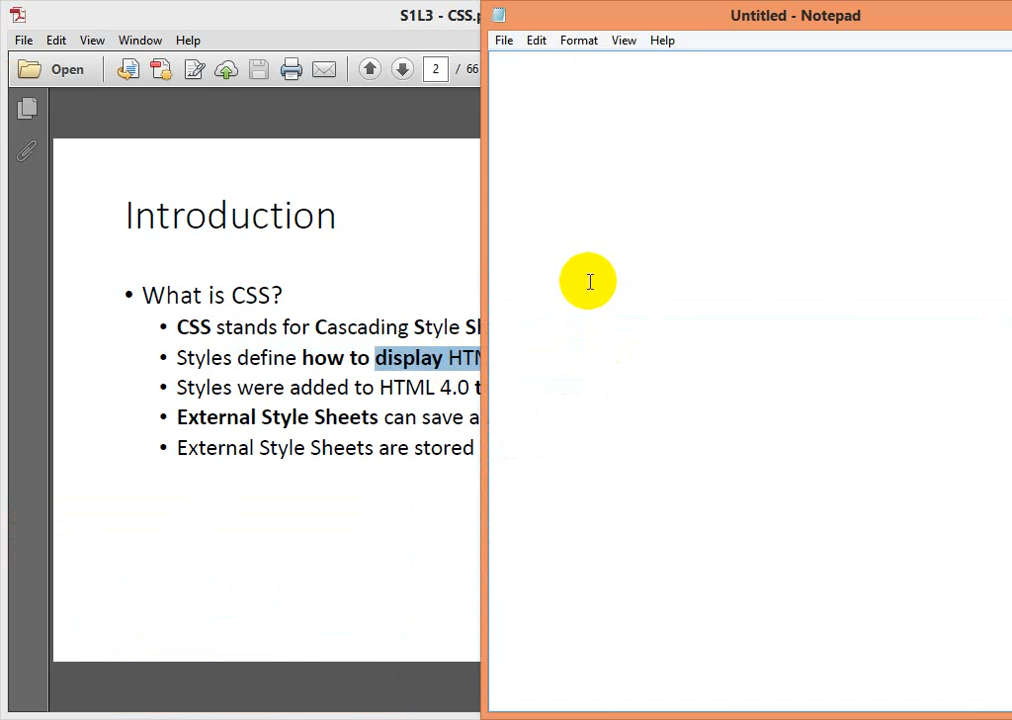 S1L3 - CSS.p
Untitled - Notepad
File Edit View Window Help
File Edit Format View Help
Open
2 / 66
Introduction
• What is CSS?
• CSS stands for Cascading Style S
• Styles define how to display HT
• Styles were added to HTML 4.0 t
• External Style Sheets can save a
• External Style Sheets are stored